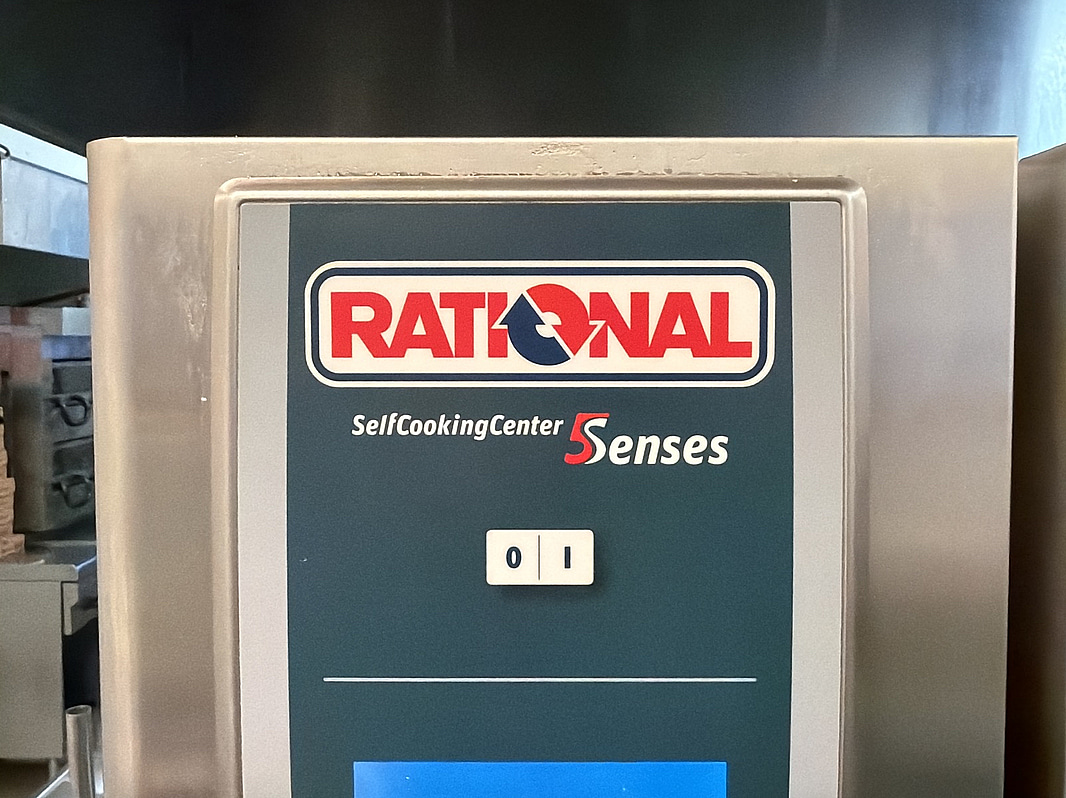 RATIONAL
SelfCookingCenter 5Senses
0 I